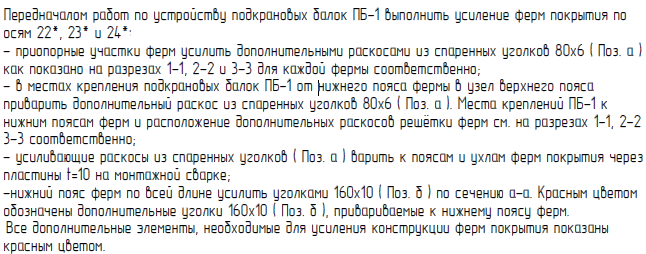 Передначалом работ по устройству подкрановых балок ПБ-1 выполнить усиление ферм покрытия по
осям 22*, 23* и 24*:
- приопорные участки ферм усилить дополнительными раскосами из спаренных уголков 80х6 ( Поз. а )
как показано на разрезах 1-1, 2-2 и 3-3 для каждой фермы соответственно;
- в местах крепления подкрановых балок ПБ-1 от нижнего пояса фермы в узел верхнего пояса
приварить дополнительный раскос из спаренных уголков 80х6 ( Поз. а ). Места креплений ПБ-1 к
нижним поясам ферм и расположение дополнительных раскосов решётки ферм см. на разрезах 1-1, 2-2
3-3 соответственно;
- усиливающие раскосы из спаренных уголков ( Поз. а ) варить к поясам и ухлам ферм покрытия через
пластины t=10 на монтажной сварке;
-нижний пояс ферм по всей длине усилить уголками 160х10 ( Поз. б ) по сечению а-а. Красным цветом
обозначены дополнительные уголки 160х10 ( Поз. б ), привариваемые к нижнему поясу ферм.
Все дополнительные элементы, необходимые для усиления конструкции ферм покрытия показаны
красным цветом.